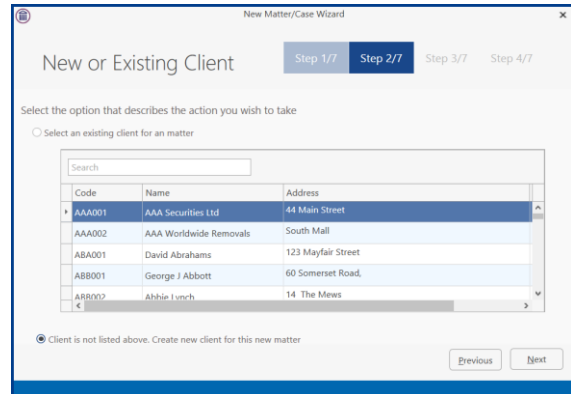 New Matter/Case Wizard
New or Existing Client
Step 1/7 Step 2/7 Step 3/7 Step 4/7
Select the option that describes the action you wish to take
Select an existing client for an matter
Search
Code Name Address
AAA001 AAA Securities Ltd 44 Main Street
AAA002 AAA Worldwide Removals South Mall
ABA001 David Abrahams 123 Mayfair Street
ABB001 George J Abbott 60 Somerset Road,
ABB002 Abbie Lynch 14 The Mews
Client is not listed above. Create new client for this new matter
Previous Next